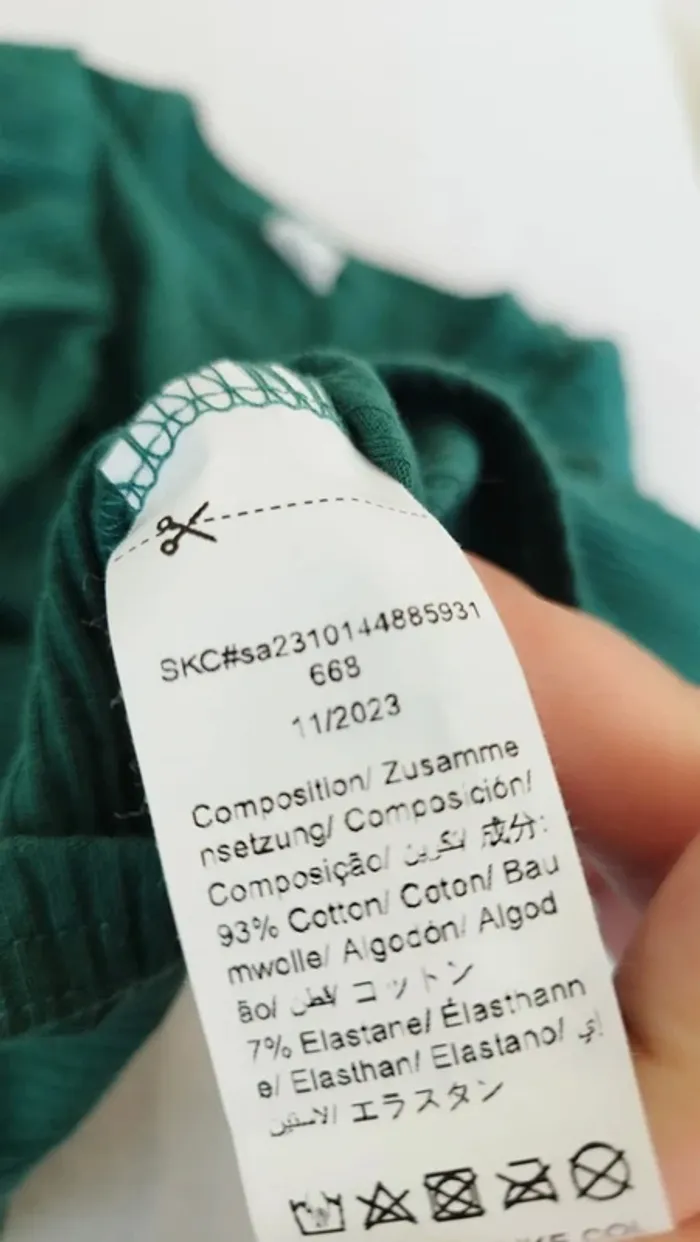 SKC#sa2310144885931
668
11/2023
Composition/ Zusamme
nsetzung/ Composición/
Composição/ تكوين/ 成分:
93% Cotton/ Coton/ Bau
mwolle/ Algodón/ Algod
ão/ قطن/ コットン
7% Elastane/ Élasthann
e/ Elasthan/ Elastano/
エラスタン